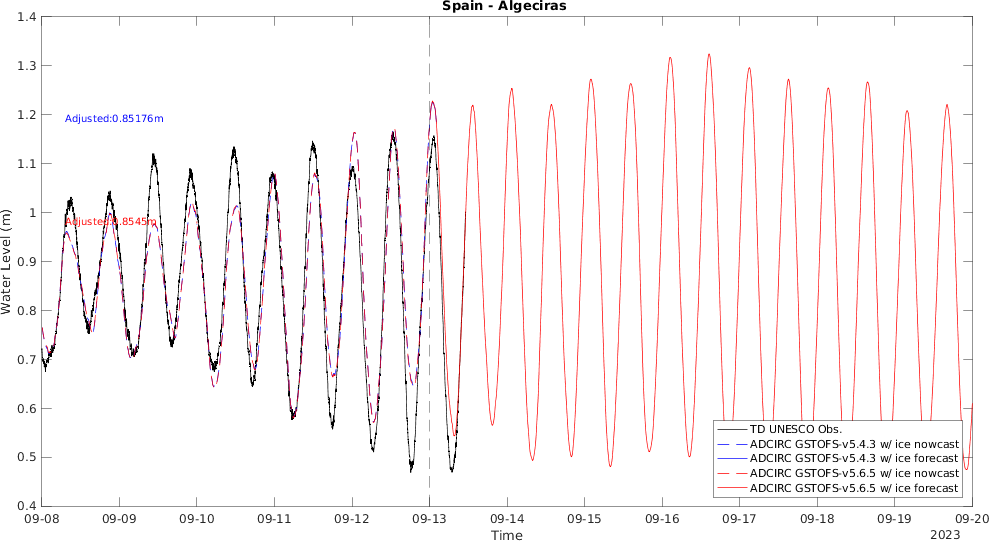 Spain - Algeciras
1.4
1.3
1.2
1.1
1
0.9
0.8
0.7
0.6
0.5
0.4
Water Level (m)
Adjusted:0.85176m
Adjusted:0.8545m
TD UNESCO Obs.
ADCIRC GSTOFS-v5.4.3 w/ ice nowcast
ADCIRC GSTOFS-v5.4.3 w/ ice forecast
ADCIRC GSTOFS-v5.6.5 w/ ice nowcast
ADCIRC GSTOFS-v5.6.5 w/ ice forecast
09-08 09-09 09-10 09-11 09-12 09-13 09-14 09-15 09-16 09-17 09-18 09-19 09-20
Time
2023